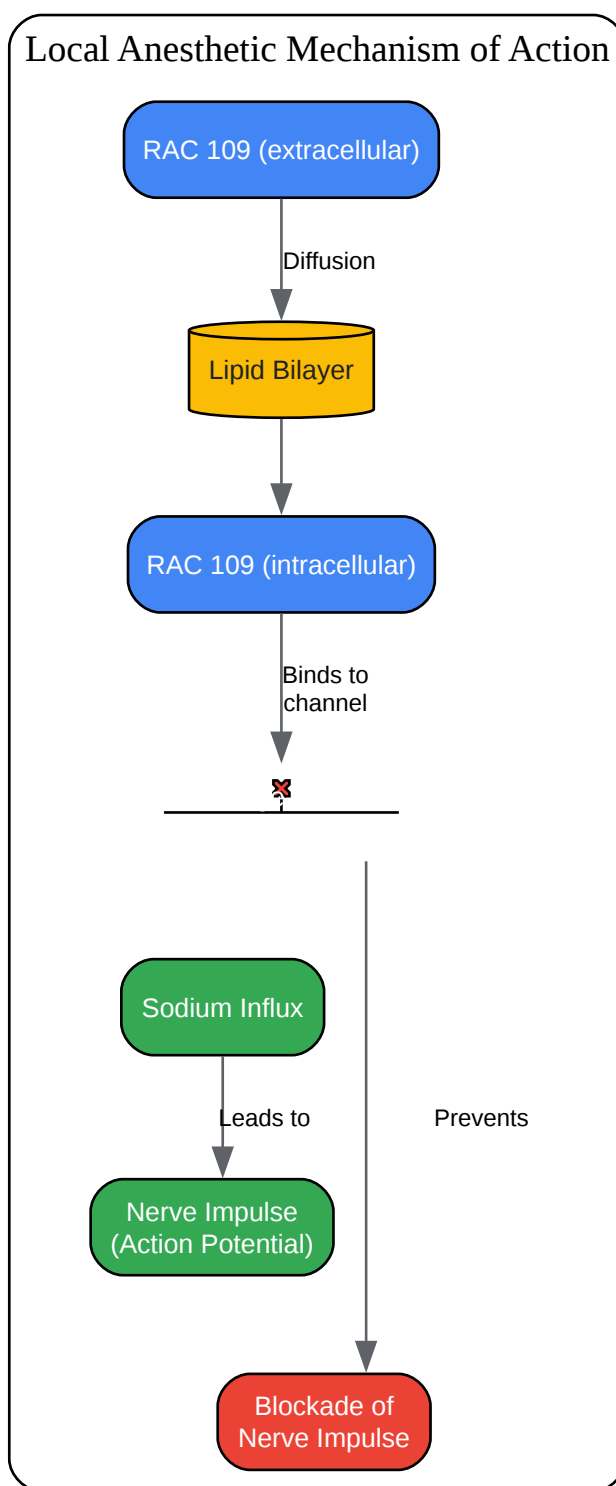 Local Anesthetic Mechanism of Action
RAC 109 (extracellular)
Diffusion
Lipid Bilayer
RAC 109 (intracellular)
Binds to
channel
Sodium Influx
Leads to
Prevents
Nerve Impulse
(Action Potential)
Blockade of
Nerve Impulse